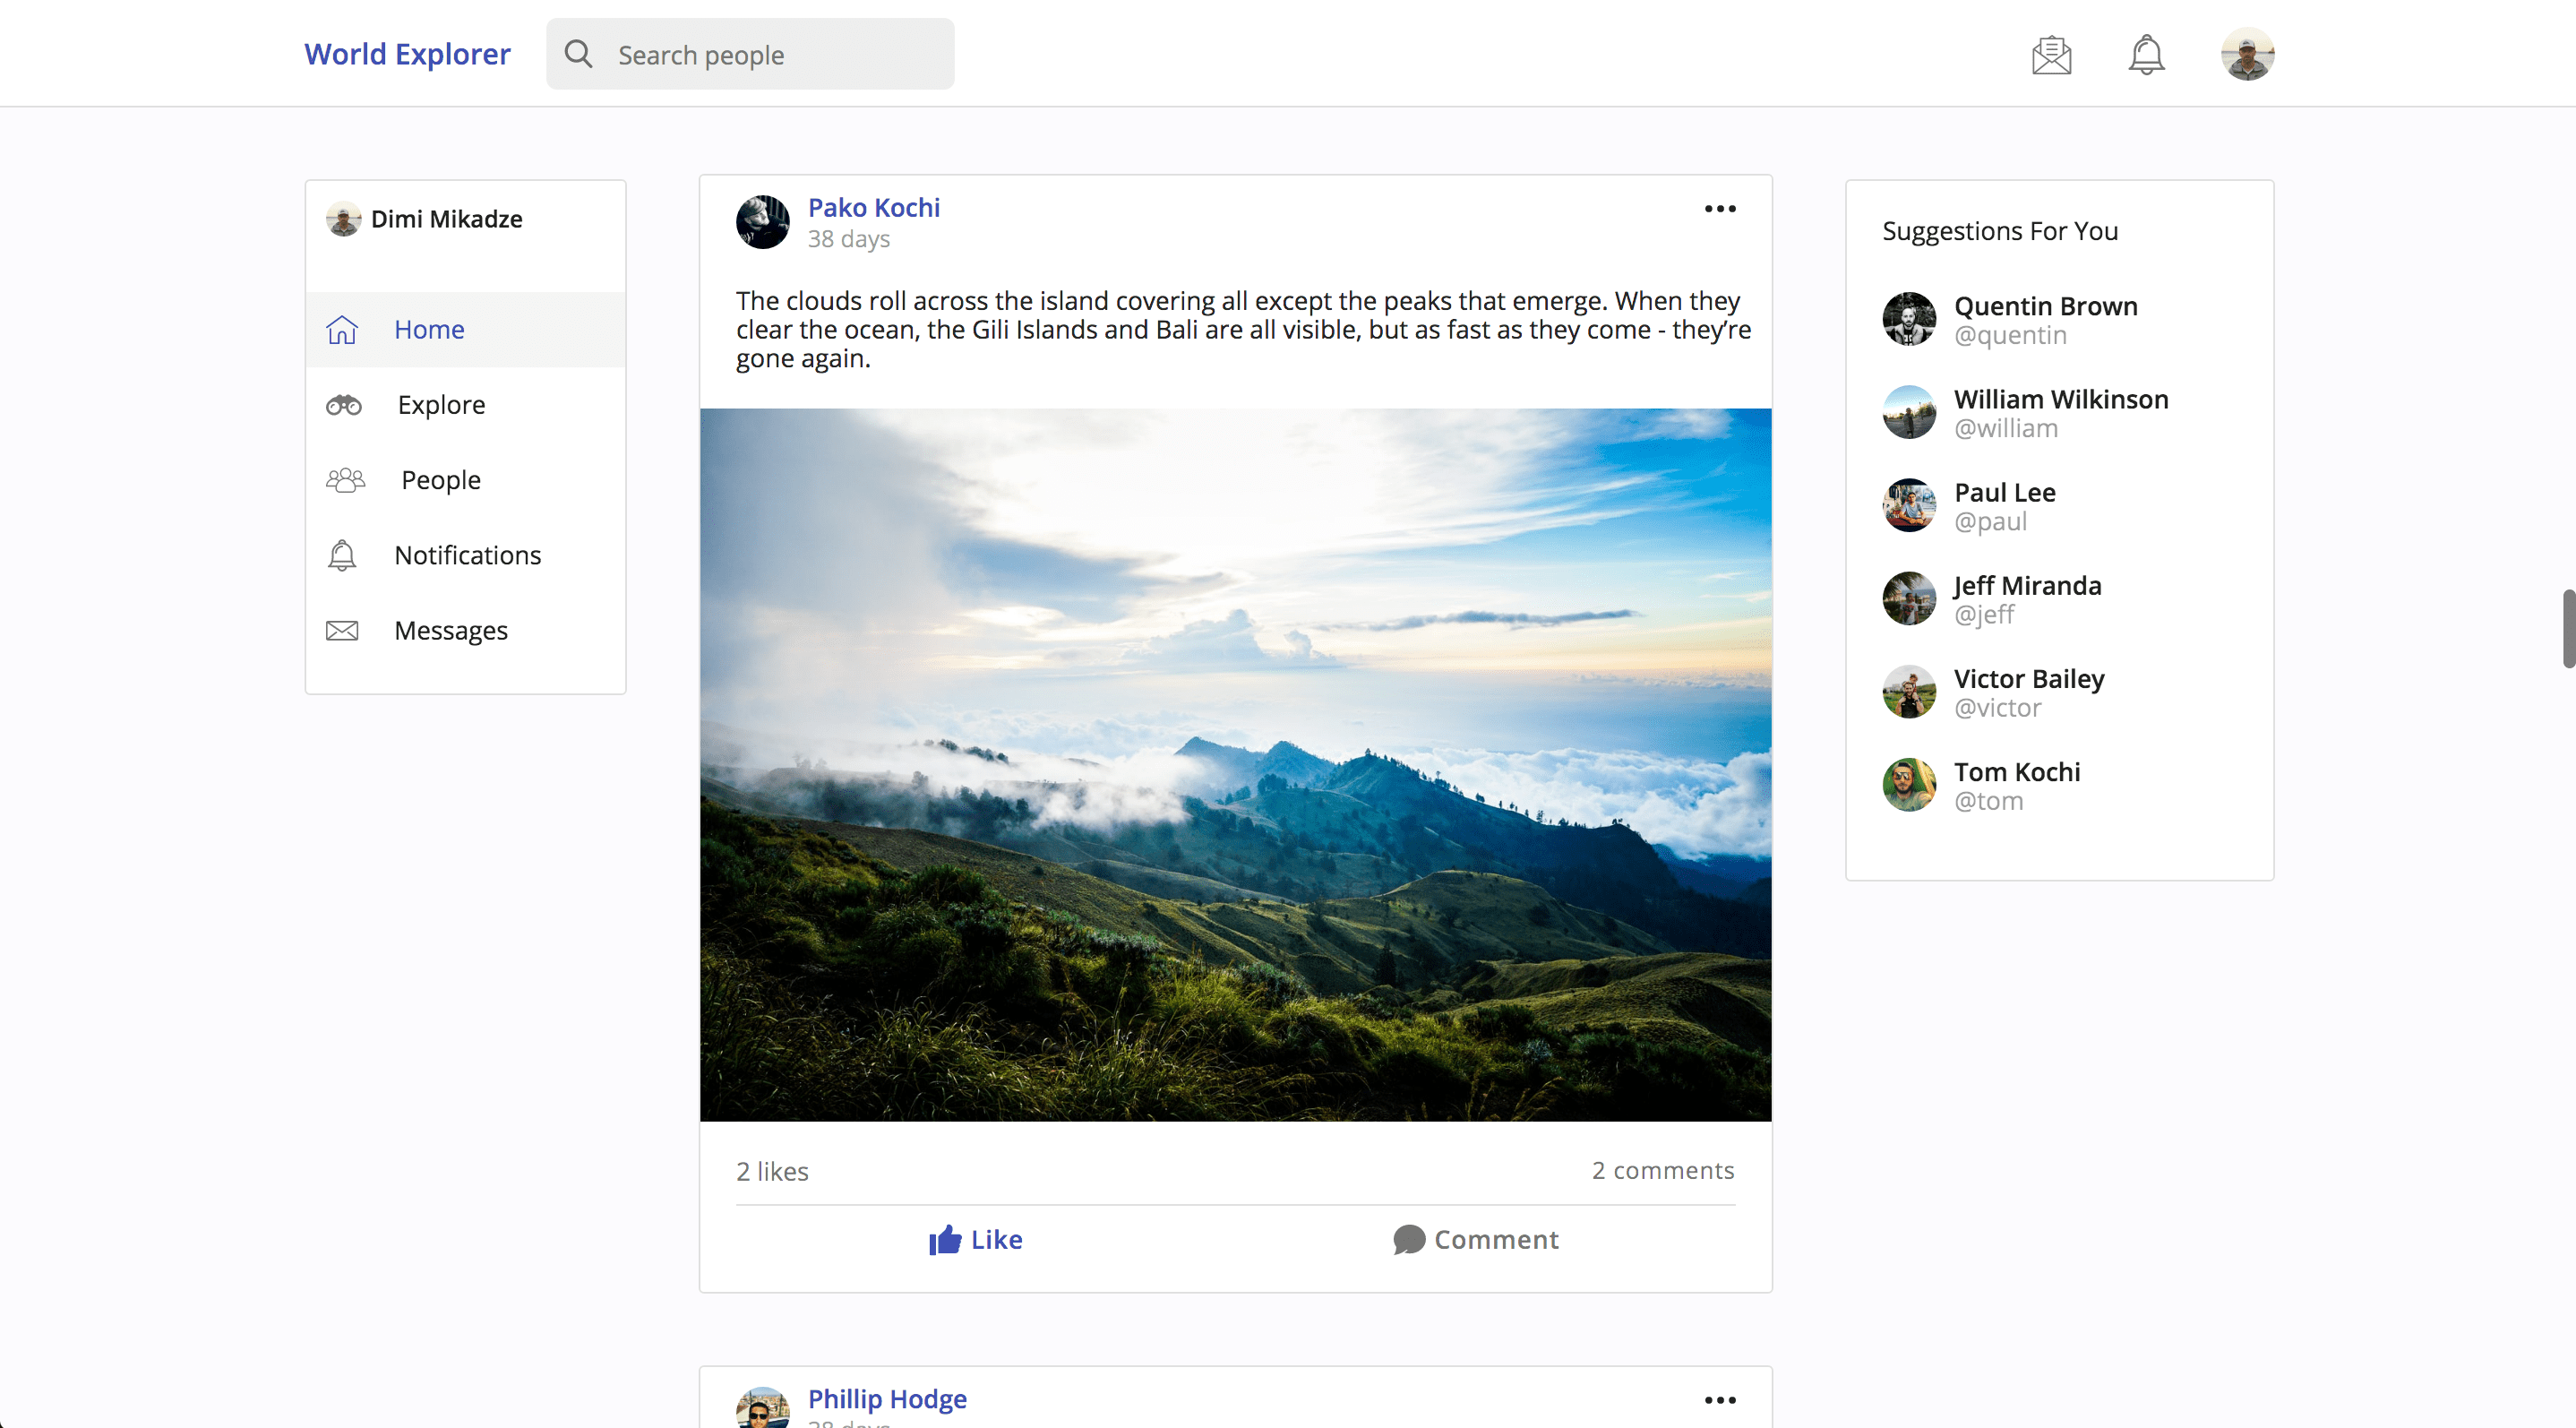 World Explorer
Search people
Dimi Mikadze
Home
Explore
People
Notifications
Messages
Pako Kochi
38 days
The clouds roll across the island covering all except the peaks that emerge. When they
clear the ocean, the Gili Islands and Bali are all visible, but as fast as they come - they’re
gone again.
2 likes
2 comments
Like
Comment
Phillip Hodge
38 days
Suggestions For You
Quentin Brown
@quentin
William Wilkinson
@william
Paul Lee
@paul
Jeff Miranda
@jeff
Victor Bailey
@victor
Tom Kochi
@tom